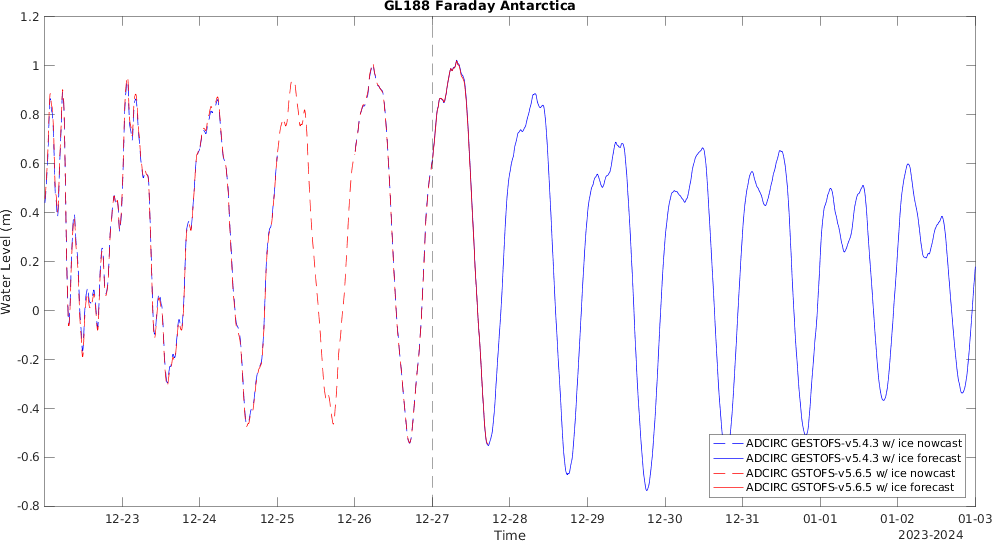 GL188 Faraday Antarctica
1.2
1
0.8
0.6
0.4
0.2
0
-0.2
-0.4
-0.6
-0.8
Water Level (m)
ADCIRC GESTOFS-v5.4.3 w/ ice nowcast
ADCIRC GESTOFS-v5.4.3 w/ ice forecast
ADCIRC GSTOFS-v5.6.5 w/ ice nowcast
ADCIRC GSTOFS-v5.6.5 w/ ice forecast
12-23 12-24 12-25 12-26 12-27 12-28 12-29 12-30 12-31 01-01 01-02 01-03
Time
2023-2024